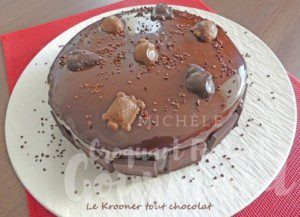 MICHÈLE
Croquant Fondant
Gourmand
Le Krooner tout chocolat